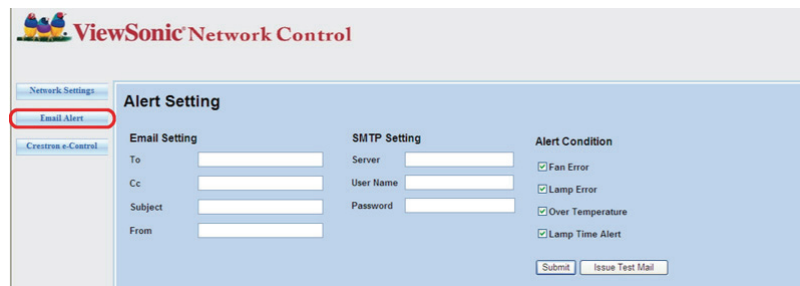 ViewSonic® Network Control
Network Settings
Email Alert
Crestron e-Control
Alert Setting
Email Setting
To
Cc
Subject
From
SMTP Setting
Server
User Name
Password
Alert Condition
Fan Error
Lamp Error
Over Temperature
Lamp Time Alert
Submit
Issue Test Mail